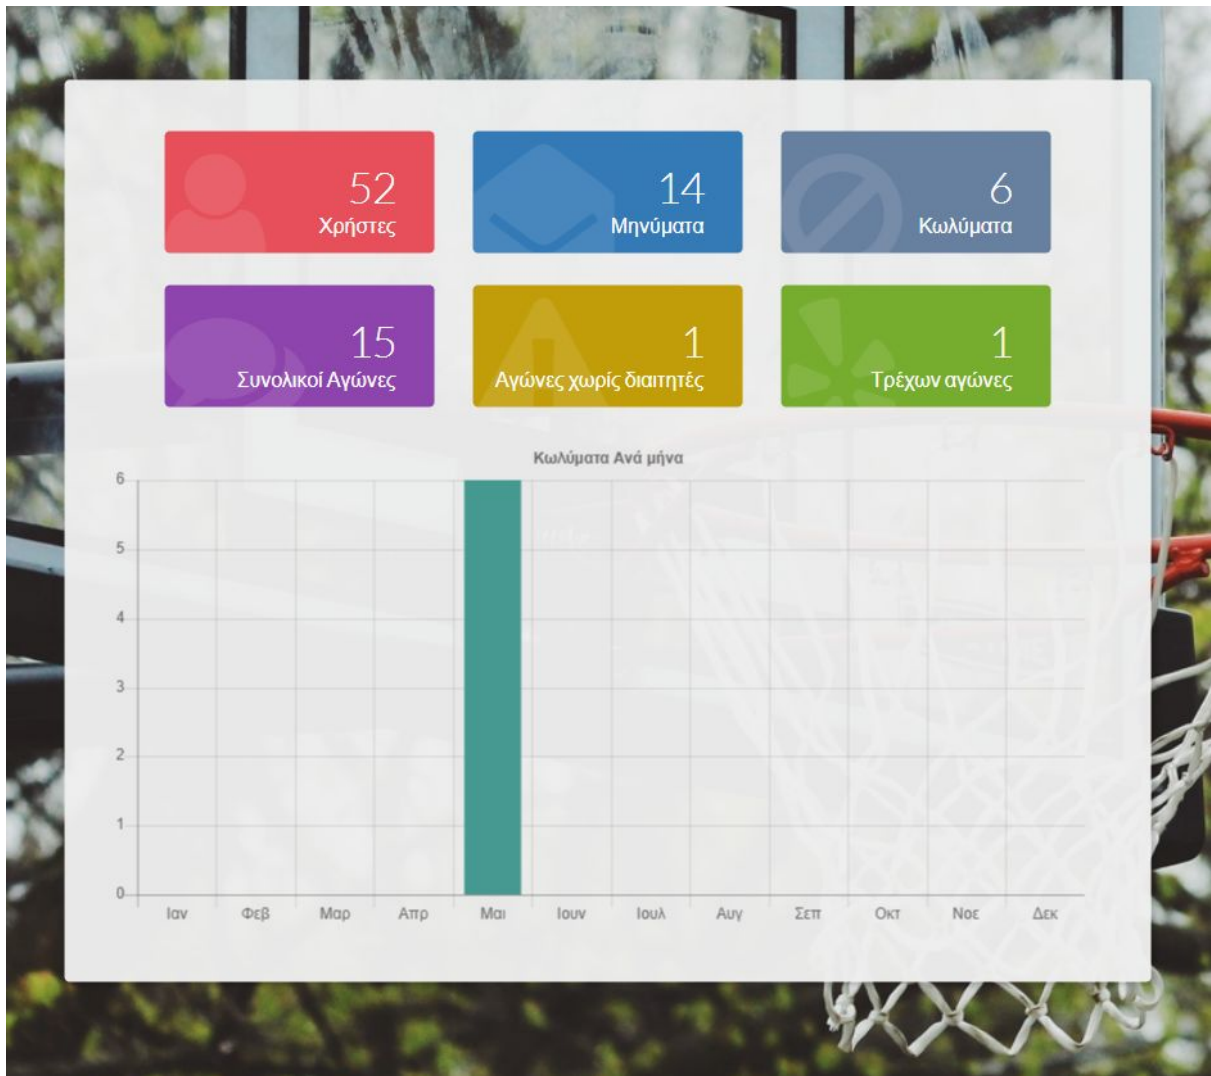 52
Χρήστες
14
Μηνύματα
6
Κωλύματα
15
Συνολικοί Αγώνες
1
Αγώνες χωρίς διαιτητές
1
Τρέχων αγώνες
Κωλύματα Ανά μήνα
6
5
4
3
2
1
0
Ιαν Φεβ Μαρ Απρ Μαι Ιουν Ιουλ Αυγ Σεπ Οκτ Νοε Δεκ